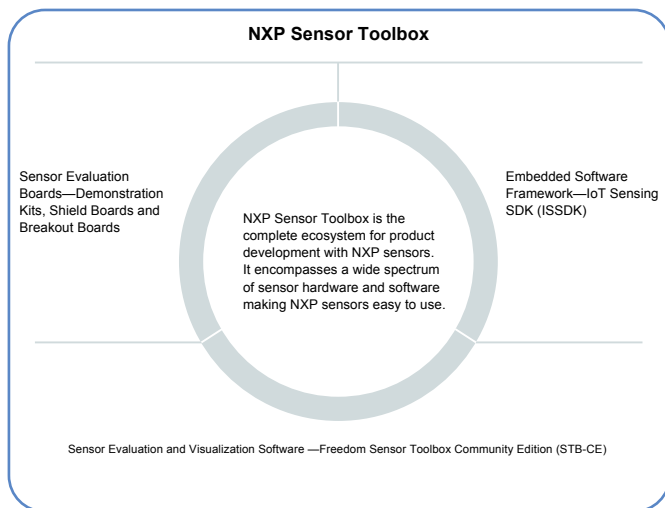 NXP Sensor Toolbox
Sensor Evaluation
Boards—Demonstration
Kits, Shield Boards and
Breakout Boards
NXP Sensor Toolbox is the
complete ecosystem for product
development with NXP sensors.
It encompasses a wide spectrum
of sensor hardware and software
making NXP sensors easy to use.
Embedded Software
Framework—IoT Sensing
SDK (ISSDK)
Sensor Evaluation and Visualization Software —Freedom Sensor Toolbox Community Edition (STB-CE)